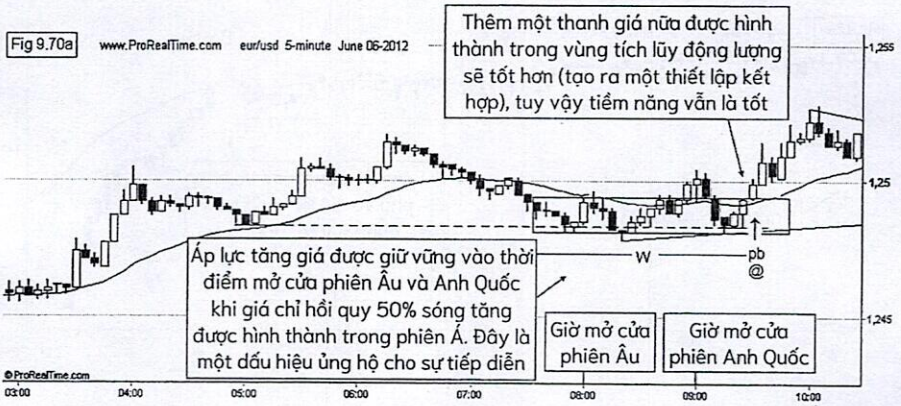 Fig 9.70a
www.ProRealTime.com eur/usd 5-minute June 06-2012
Thêm một thanh giá nữa được hình
thành trong vùng tích lũy động lượng
sẽ tốt hơn (tạo ra một thiết lập kết
hợp), tuy vậy tiềm năng vẫn là tốt
1,255
1,25
1,245
Áp lực tăng giá được giữ vững vào thời
điểm mở cửa phiên Âu và Anh Quốc
khi giá chỉ hồi quy 50% sóng tăng
được hình thành trong phiên Á. Đây là
một dấu hiệu ủng hộ cho sự tiếp diễn
W
pb
@
Giờ mở cửa
phiên Âu
Giờ mở cửa
phiên Anh Quốc
© ProRealTime.com
03:00 04:00 05:00 06:00 07:00 08:00 09:00 10:00